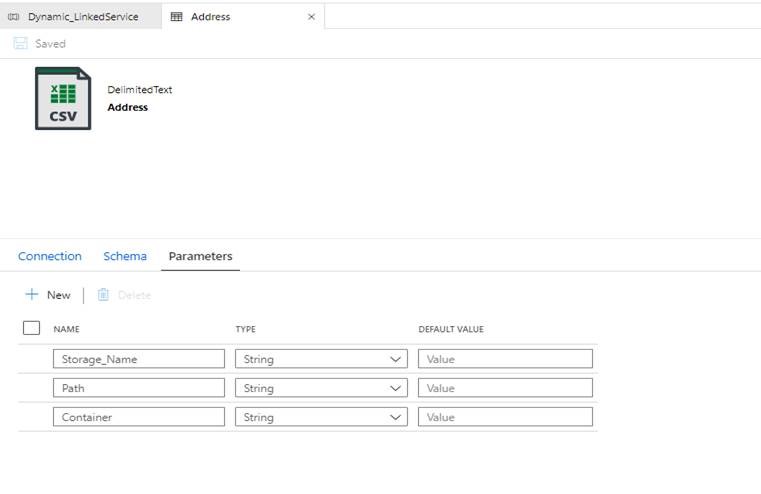 Dynamic_LinkedService Address
Saved
X
CSV
DelimitedText
Address
Connection Schema Parameters
New Delete
NAME TYPE DEFAULT VALUE
Storage_Name String Value
Path String Value
Container String Value